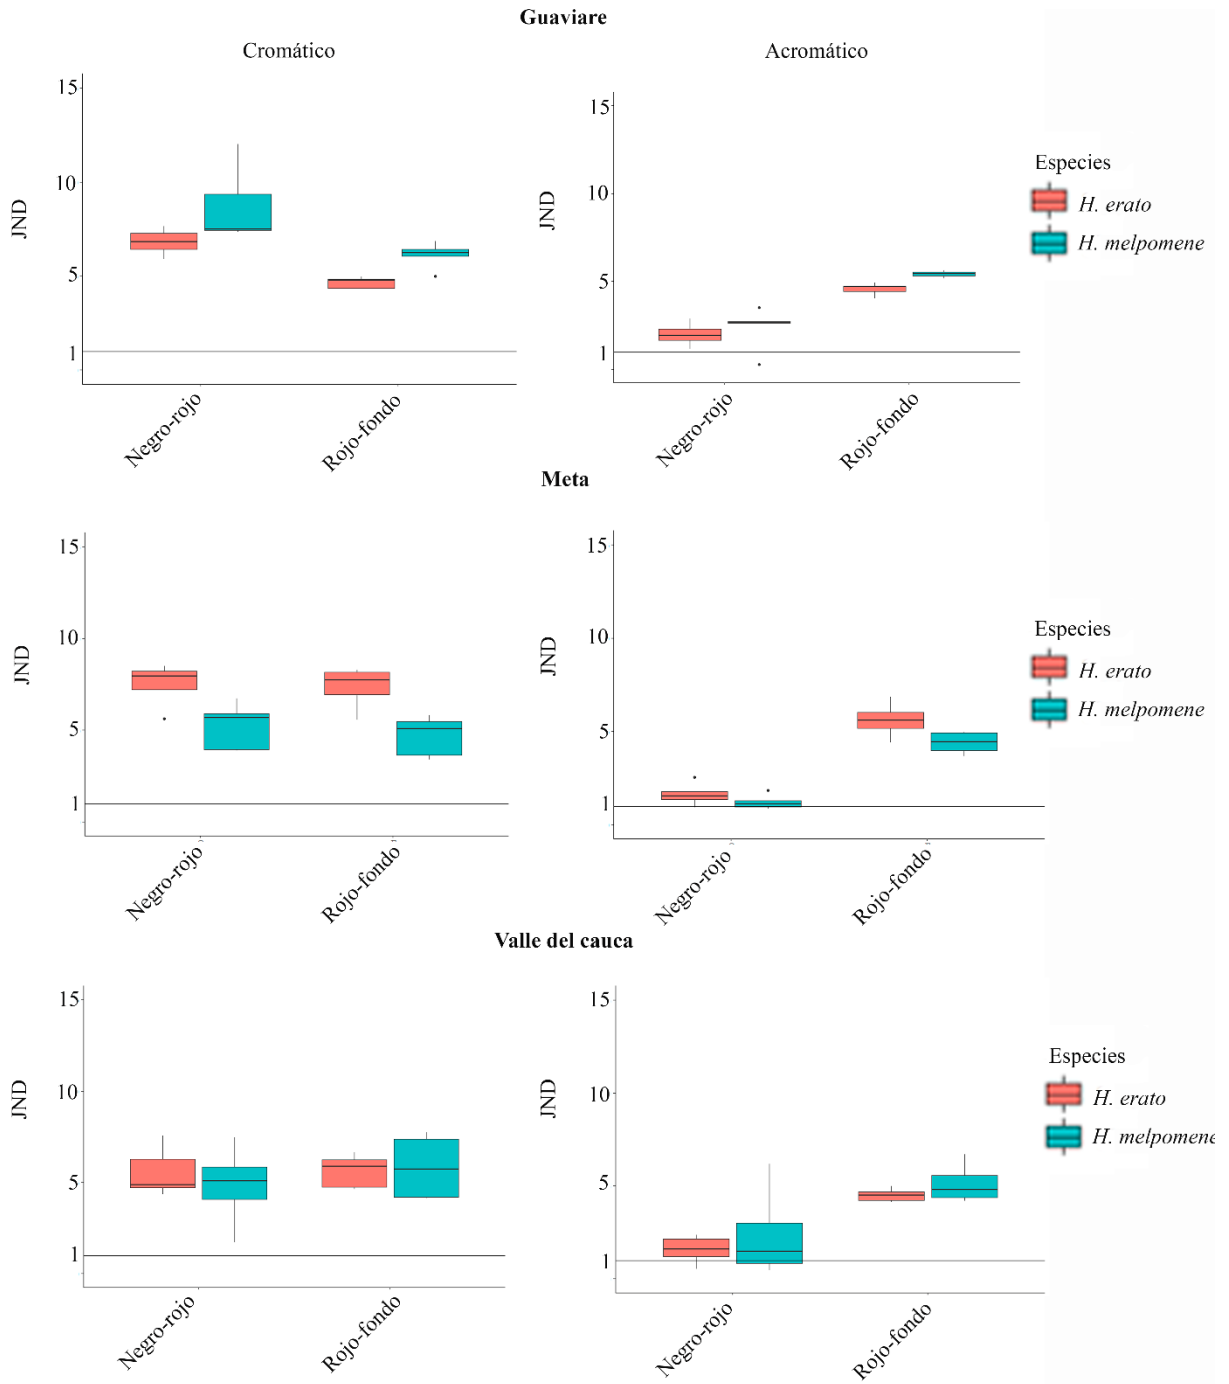 Guaviare
Cromático
Acromático
15
10
5
1
JND
Negro-rojo
Rojo-fondo
15
10
5
1
JND
Negro-rojo
Rojo-fondo
Especies
H. erato
H. melpomene
Meta
15
10
5
1
JND
Negro-rojo
Rojo-fondo
15
10
5
1
JND
Negro-rojo
Rojo-fondo
Especies
H. erato
H. melpomene
Valle del cauca
15
10
5
1
JND
Negro-rojo
Rojo-fondo
15
10
5
1
JND
Negro-rojo
Rojo-fondo
Especies
H. erato
H. melpomene